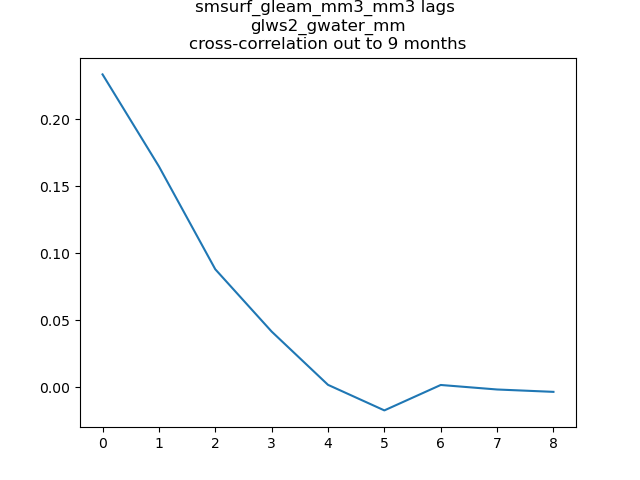 smsurf_gleam_mm3_mm3 lags
glws2_gwater_mm
cross-correlation out to 9 months
0.20
0.15
0.10
0.05
0.00
0 1 2 3 4 5 6 7 8